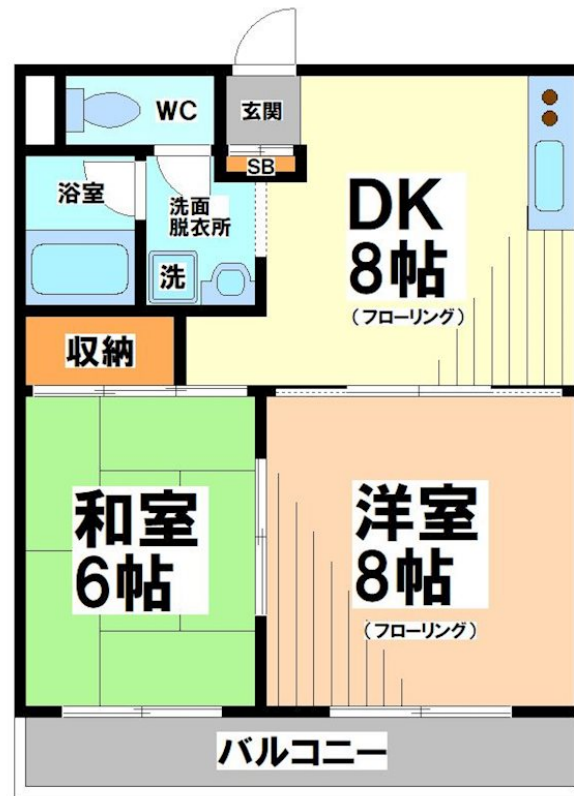 WC
玄関
SB
浴室
洗面
脱衣所
洗
DK
8帖
(フローリング)
収納
和室
6帖
洋室
8帖
(フローリング)
バルコニー